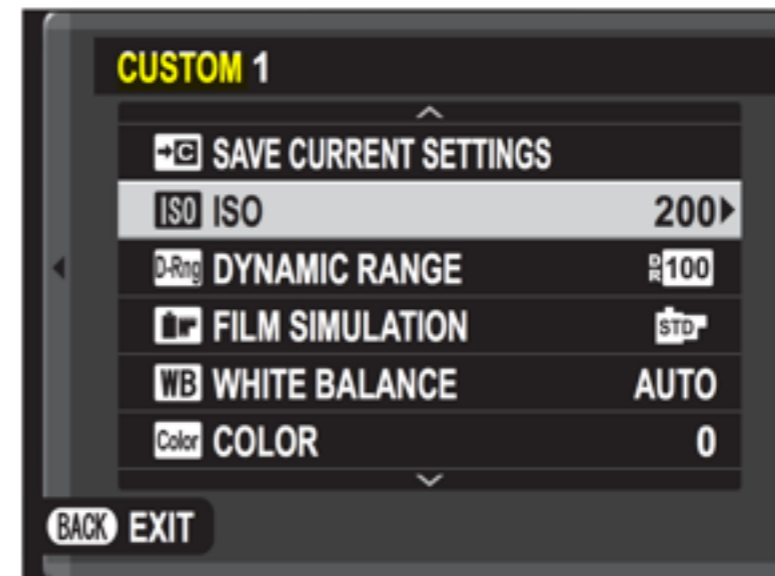 CUSTOM 1
→C SAVE CURRENT SETTINGS
ISO ISO 200
D-Rng DYNAMIC RANGE DR100
FILM SIMULATION STD
WB WHITE BALANCE AUTO
Color COLOR 0
BACK EXIT